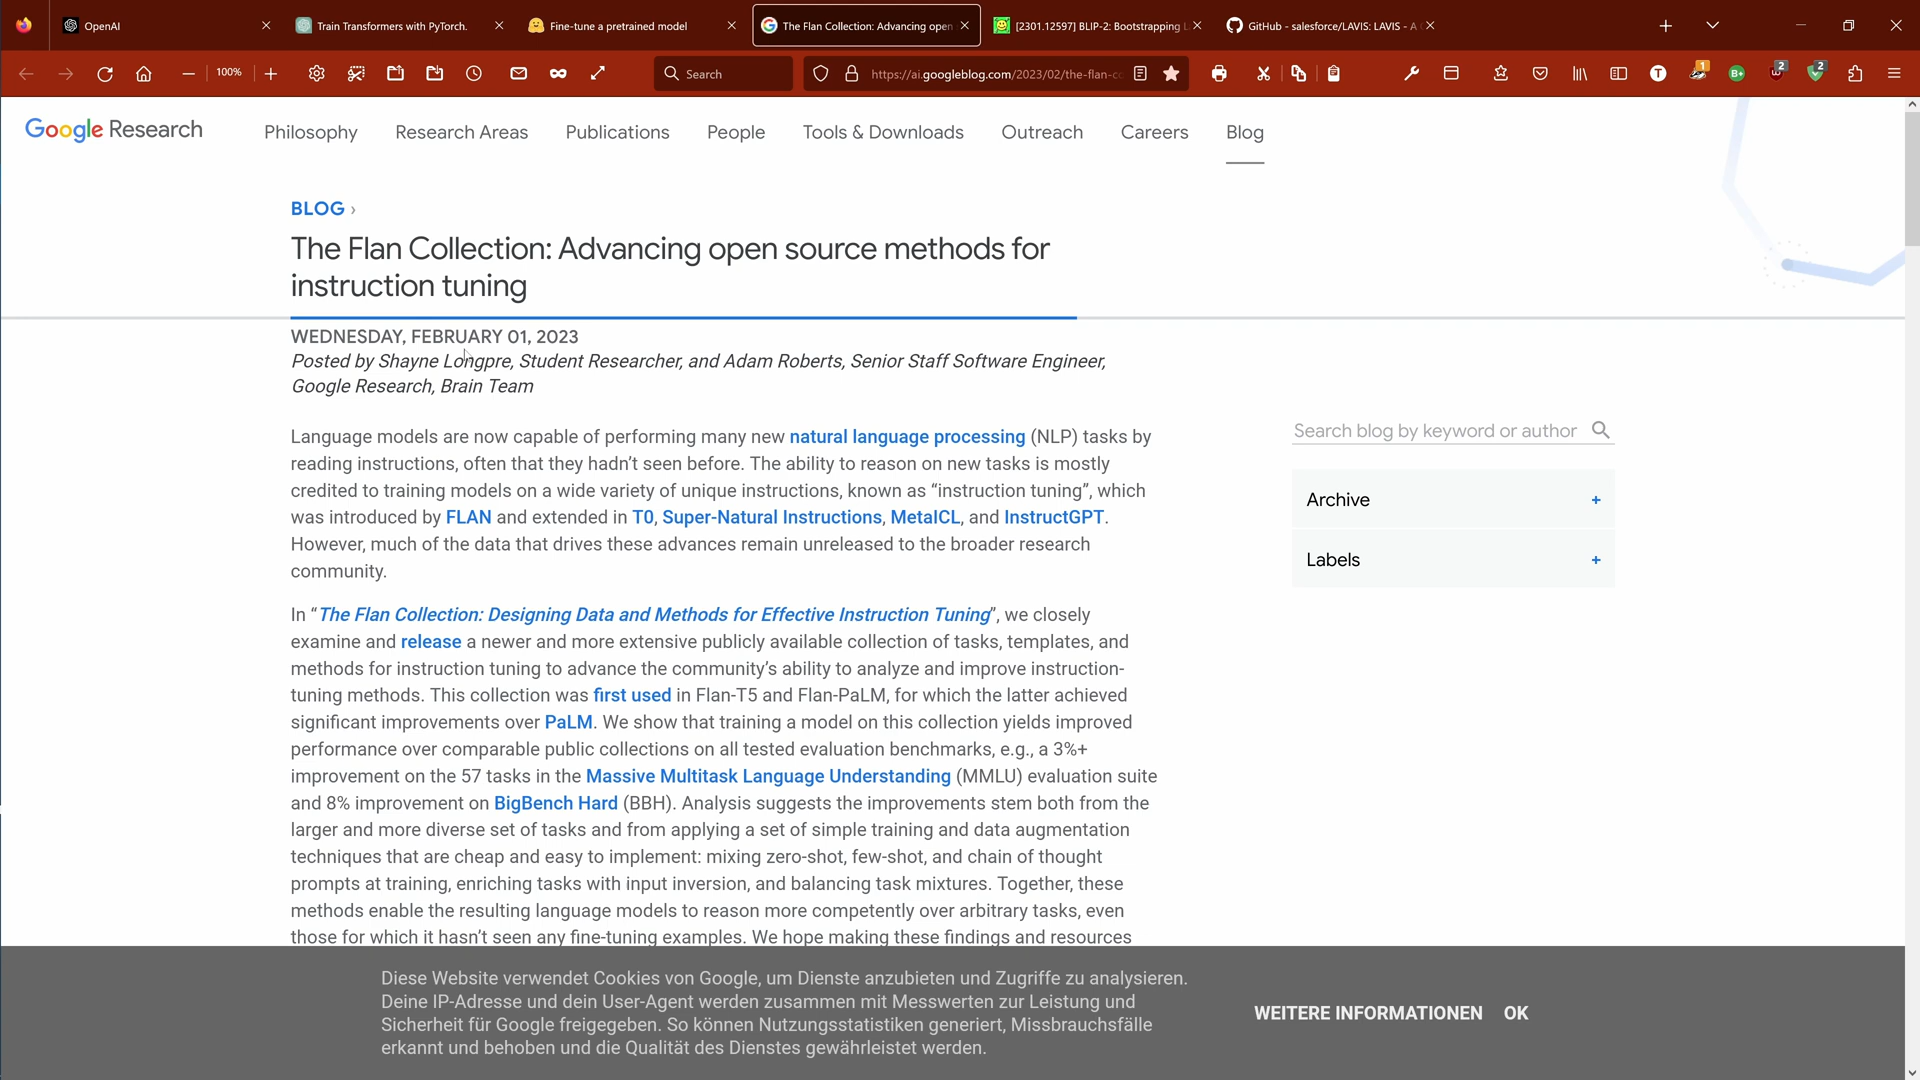 OpenAI
Train Transformers with PyTorch.
Fine-tune a pretrained model
The Flan Collection: Advancing open
[2301.12597] BLIP-2: Bootstrapping L
GitHub - salesforce/LAVIS: LAVIS - A
100%
Search
https://ai.googleblog.com/2023/02/the-flan-co
1
2
2
Google Research
Philosophy
Research Areas
Publications
People
Tools & Downloads
Outreach
Careers
Blog
BLOG ›
The Flan Collection: Advancing open source methods for
instruction tuning
WEDNESDAY, FEBRUARY 01, 2023
Posted by Shayne Longpre, Student Researcher, and Adam Roberts, Senior Staff Software Engineer,
Google Research, Brain Team
Language models are now capable of performing many new natural language processing (NLP) tasks by
reading instructions, often that they hadn't seen before. The ability to reason on new tasks is mostly
credited to training models on a wide variety of unique instructions, known as “instruction tuning”, which
was introduced by FLAN and extended in T0, Super-Natural Instructions, MetaICL, and InstructGPT.
However, much of the data that drives these advances remain unreleased to the broader research
community.
In “The Flan Collection: Designing Data and Methods for Effective Instruction Tuning”, we closely
examine and release a newer and more extensive publicly available collection of tasks, templates, and
methods for instruction tuning to advance the community's ability to analyze and improve instruction-
tuning methods. This collection was first used in Flan-T5 and Flan-PaLM, for which the latter achieved
significant improvements over PaLM. We show that training a model on this collection yields improved
performance over comparable public collections on all tested evaluation benchmarks, e.g., a 3%+
improvement on the 57 tasks in the Massive Multitask Language Understanding (MMLU) evaluation suite
and 8% improvement on BigBench Hard (BBH). Analysis suggests the improvements stem both from the
larger and more diverse set of tasks and from applying a set of simple training and data augmentation
techniques that are cheap and easy to implement: mixing zero-shot, few-shot, and chain of thought
prompts at training, enriching tasks with input inversion, and balancing task mixtures. Together, these
methods enable the resulting language models to reason more competently over arbitrary tasks, even
those for which it hasn't seen any fine-tuning examples. We hope making these findings and resources
Search blog by keyword or author
Archive +
Labels +
Diese Website verwendet Cookies von Google, um Dienste anzubieten und Zugriffe zu analysieren.
Deine IP-Adresse und dein User-Agent werden zusammen mit Messwerten zur Leistung und
Sicherheit für Google freigegeben. So können Nutzungsstatistiken generiert, Missbrauchsfälle
erkannt und behoben und die Qualität des Dienstes gewährleistet werden.
WEITERE INFORMATIONEN OK